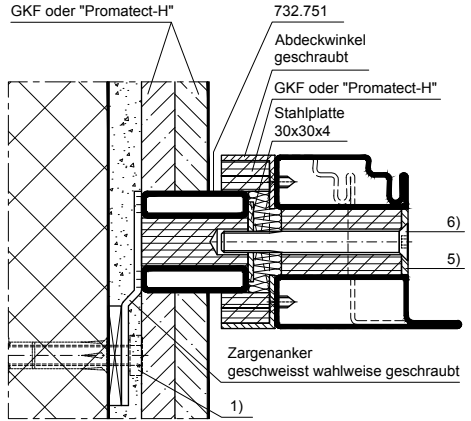 GKF oder "Promatect-H"
732.751
Abdeckwinkel
geschraubt
GKF oder "Promatect-H"
Stahlplatte
30x30x4
6)
5)
Zargenanker
geschweisst wahlweise geschraubt
1)